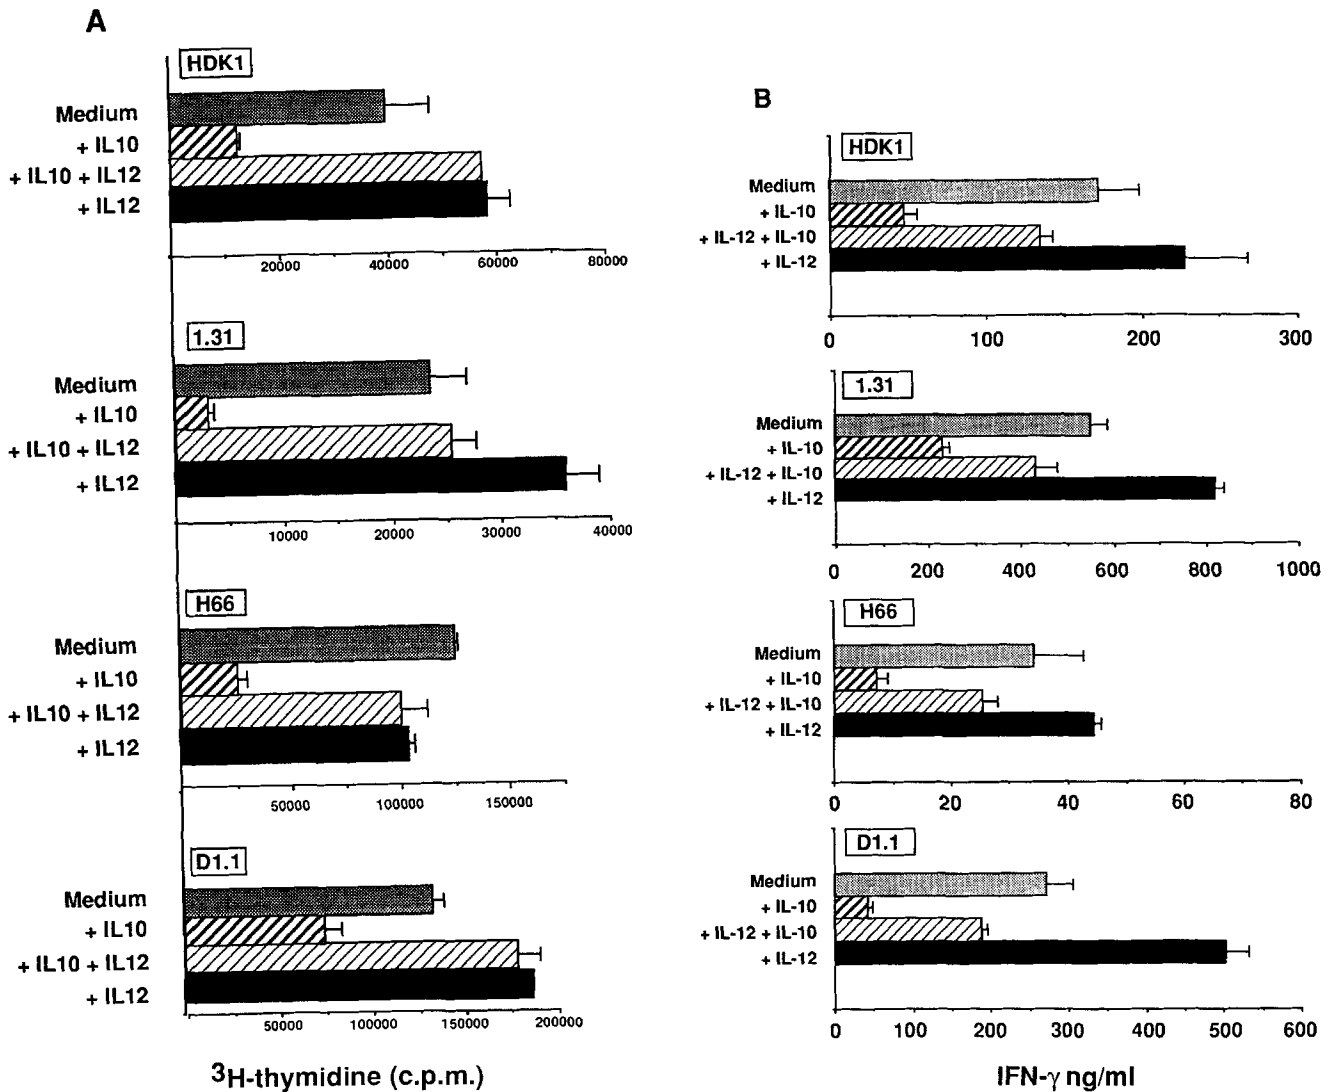 A
HDK1
Medium
+ IL10
+ IL10 + IL12
+ IL12
20000 40000 60000 80000
1.31
Medium
+ IL10
+ IL10 + IL12
+ IL12
10000 20000 30000 40000
H66
Medium
+ IL10
+ IL10 + IL12
+ IL12
50000 100000 150000
D1.1
Medium
+ IL10
+ IL10 + IL12
+ IL12
50000 100000 150000 200000
³H-thymidine (c.p.m.)
B
HDK1
Medium
+ IL-10
+ IL-12 + IL-10
+ IL-12
0 100 200 300
1.31
Medium
+ IL-10
+ IL-12 + IL-10
+ IL-12
0 200 400 600 800 1000
H66
Medium
+ IL-10
+ IL-12 + IL-10
+ IL-12
0 20 40 60 80
D1.1
Medium
+ IL-10
+ IL-12 + IL-10
+ IL-12
0 100 200 300 400 500 600
IFN-γ ng/ml